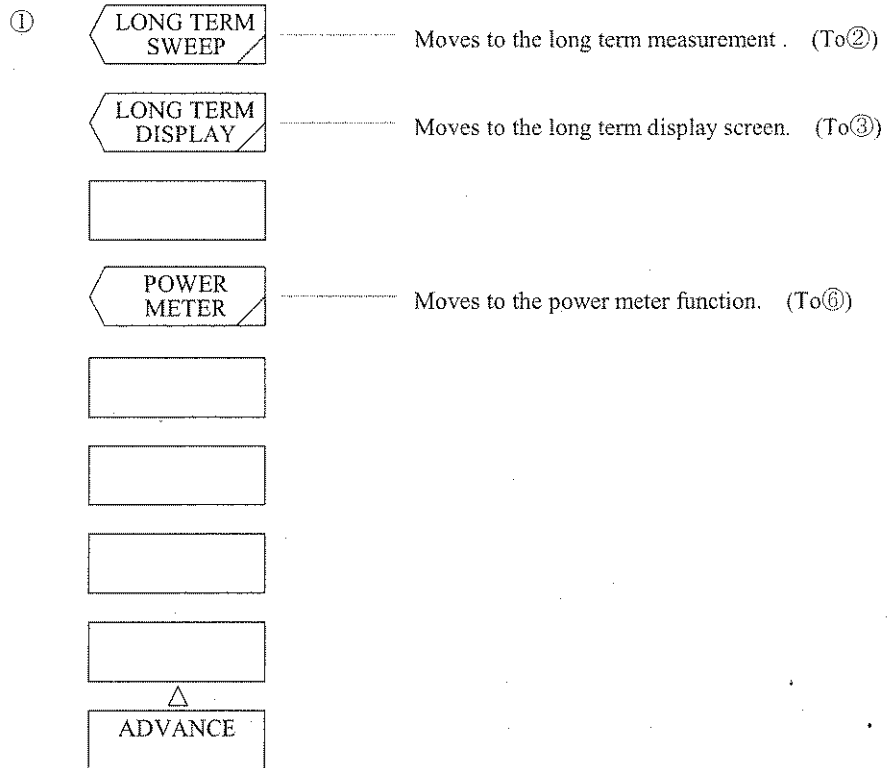 ①
LONG TERM
SWEEP
Moves to the long term measurement . (To②)
LONG TERM
DISPLAY
Moves to the long term display screen. (To③)
POWER
METER
Moves to the power meter function. (To⑥)
△
ADVANCE